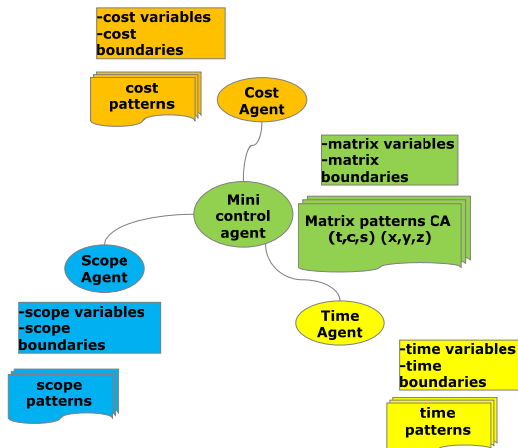 -cost variables
-cost
boundaries
cost
patterns
Cost
Agent
-matrix variables
-matrix
boundaries
Mini
control
agent
Matrix patterns CA
(t,c,s) (x,y,z)
Scope
Agent
-scope variables
-scope
boundaries
Time
Agent
-time variables
-time
boundaries
scope
patterns
time
patterns